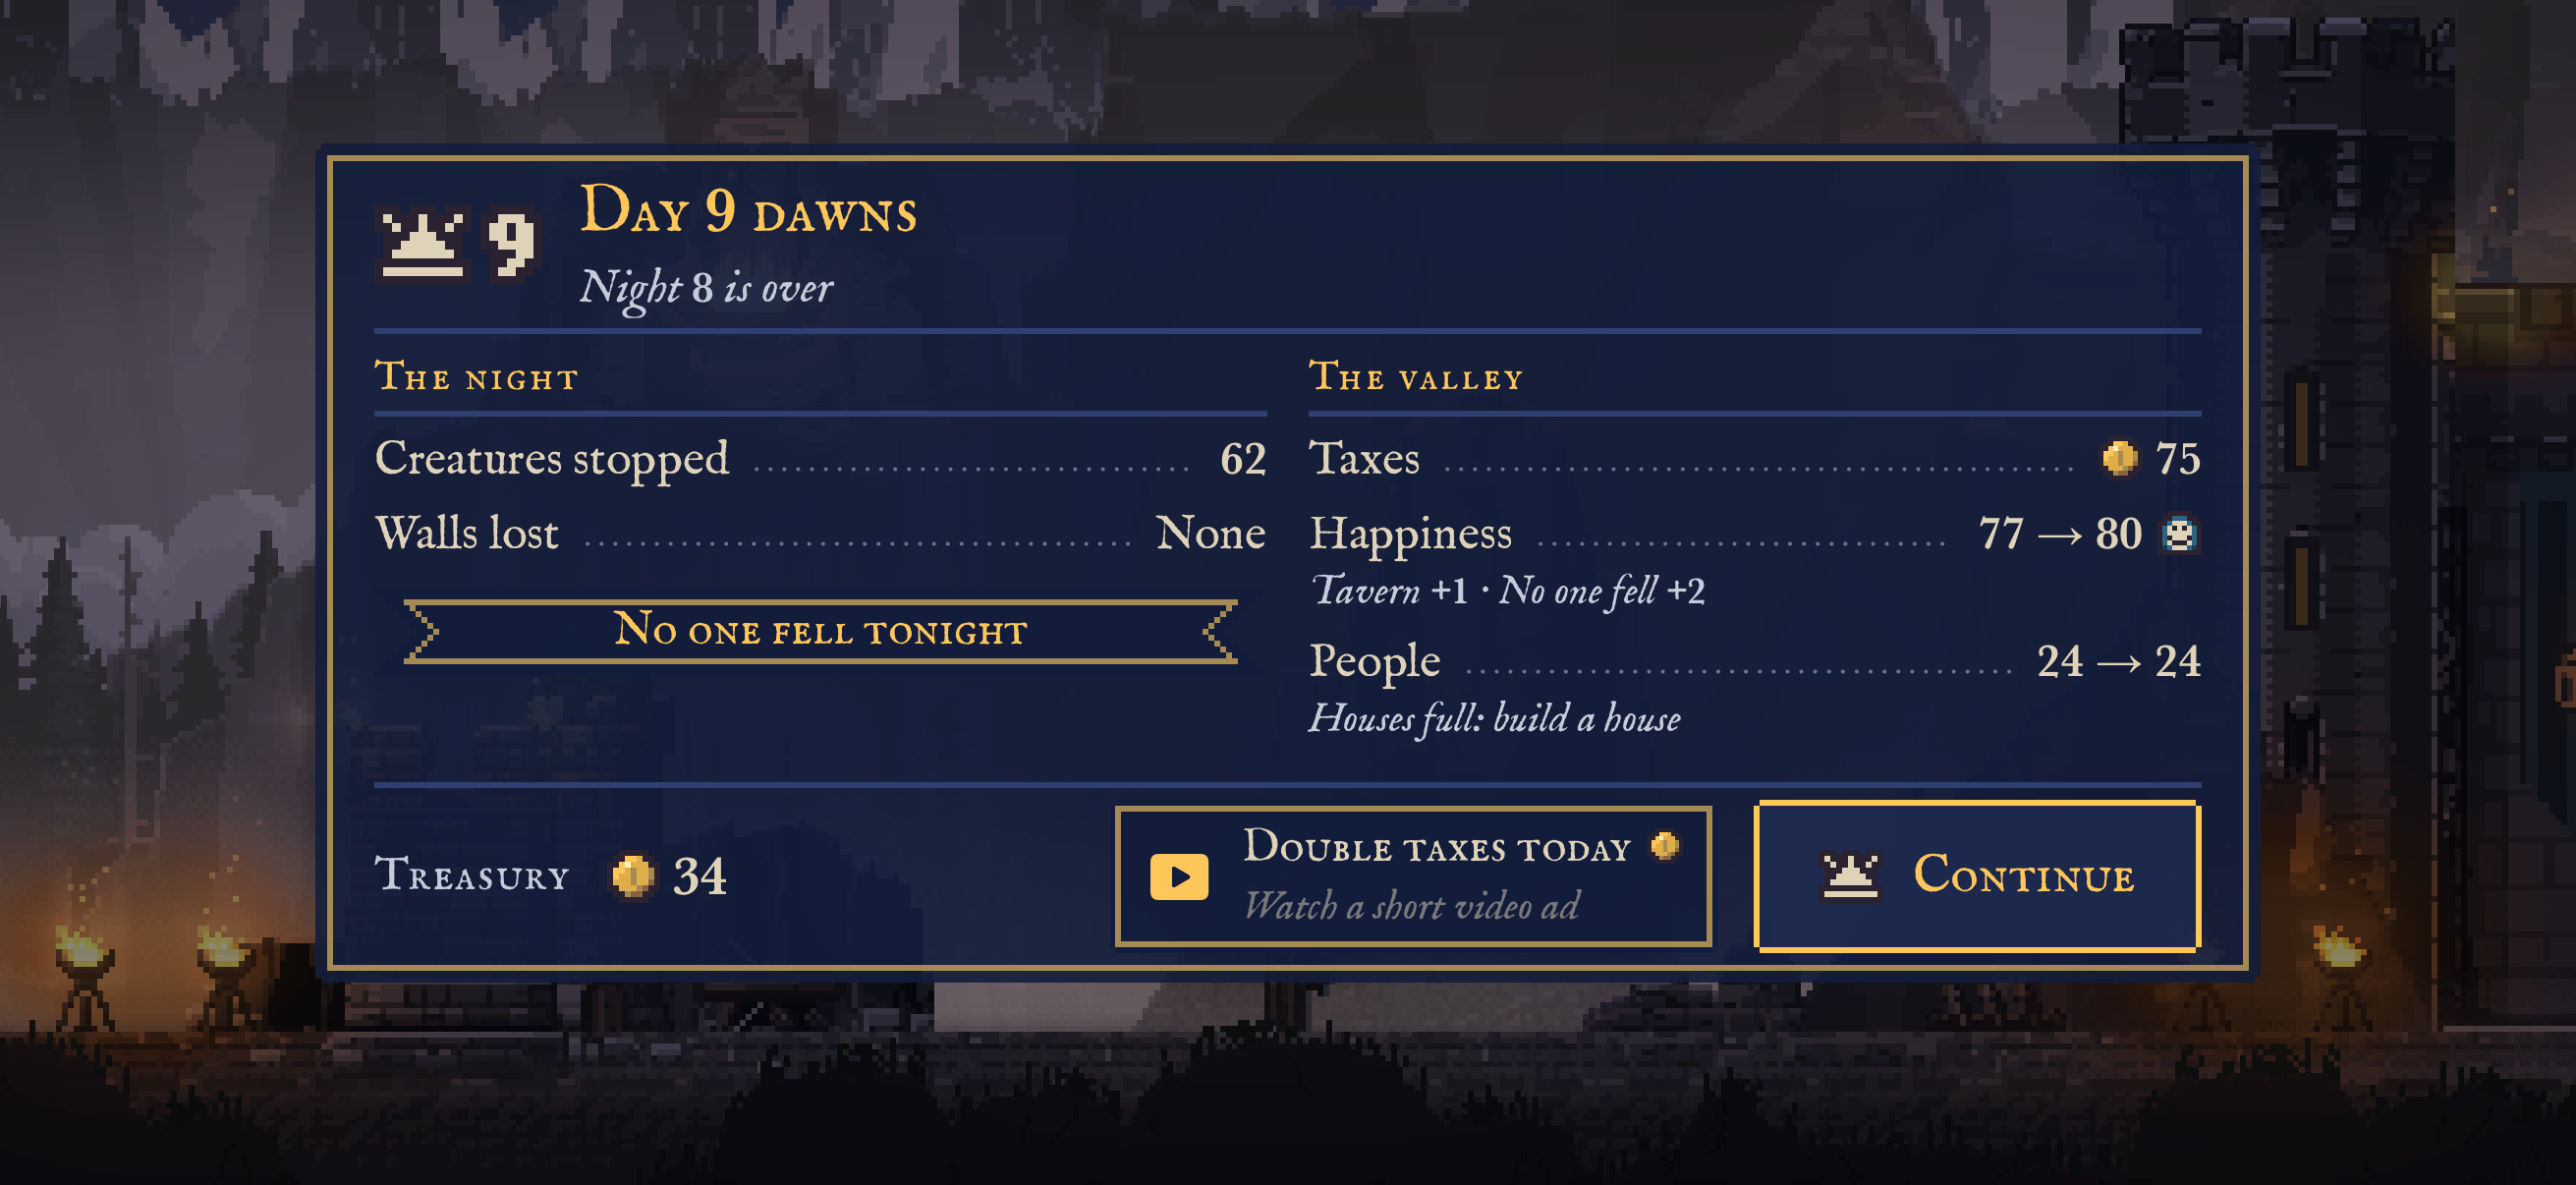 9
Day 9 dawns
Night 8 is over
The night
Creatures stopped 62
Walls lost None
No one fell tonight
The valley
Taxes 75
Happiness 77 → 80
Tavern +1 · No one fell +2
People 24 → 24
Houses full: build a house
Treasury 34
Double taxes today
Watch a short video ad
Continue